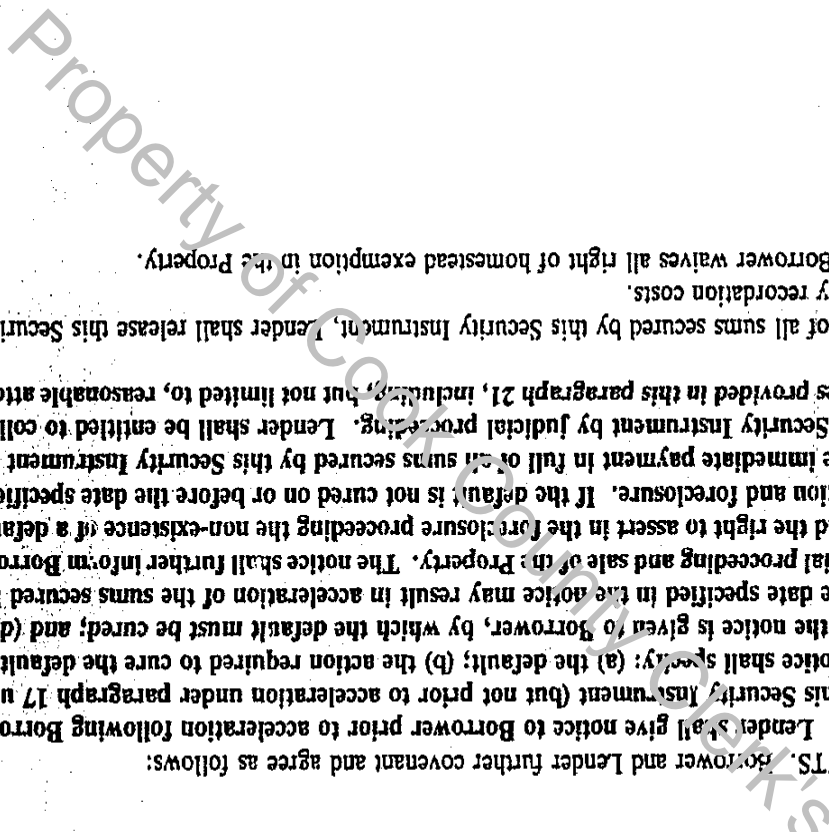 TS. Borrower and Lender further covenant and agree as follows:
Lender shall give notice to Borrower prior to acceleration following Borro
his Security Instrument (but not prior to acceleration under paragraph 17 u
otice shall specify: (a) the default; (b) the action required to cure the default
the notice is given to Borrower, by which the default must be cured; and (d
e date specified in the notice may result in acceleration of the sums secured
ial proceeding and sale of the Property. The notice shall further inform Borro
d the right to assert in the foreclosure proceeding the non-existence of a defau
tion and foreclosure. If the default is not cured on or before the date specifie
e immediate payment in full of all sums secured by this Security Instrument
Security Instrument by judicial proceeding. Lender shall be entitled to coll
es provided in this paragraph 21, including, but not limited to, reasonable atto
of all sums secured by this Security Instrument, Lender shall release this Securi
y recordation costs.
Borrower waives all right of homestead exemption in the Property.
Property of Cook County Clerk's